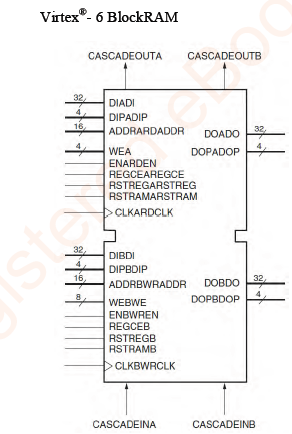 Virtex®- 6 BlockRAM
CASCADEOUTA CASCADEOUTB
32 DIADI
4 DIPADIP
16 ADDRARDADDR
DOADO 32
4 WEA
DOPADOP 4
ENARDEN
REGCEAREGCE
RSTREGARSTREG
RSTRAMARSTRAM
CLKARDCLK
32 DIBDI
4 DIPBDIP
16 ADDRBWRADDR
DOBDO 32
8 WEBWE
DOPBDOP 4
ENBWREN
REGCEB
RSTREGB
RSTRAMB
CLKBWRCLK
CASCADEINA CASCADEINB